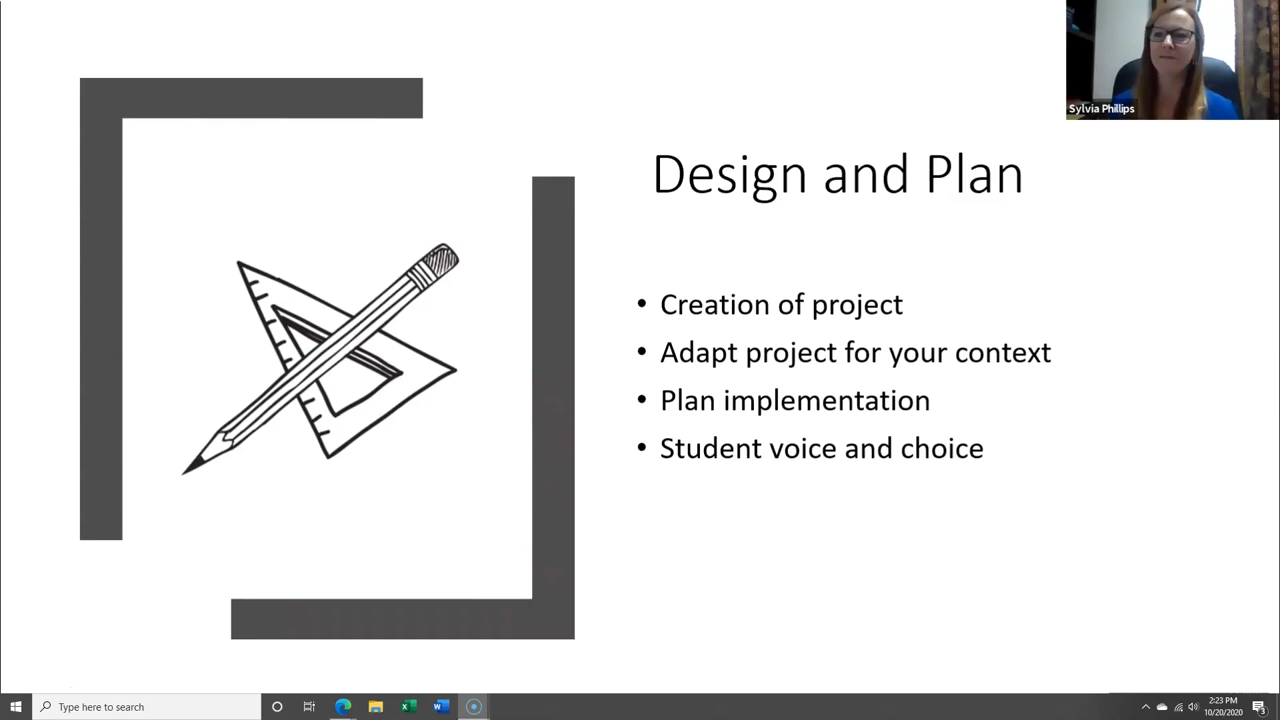 Sylvia Phillips
Design and Plan
• Creation of project
• Adapt project for your context
• Plan implementation
• Student voice and choice
Type here to search
2:23 PM
10/20/2020
3